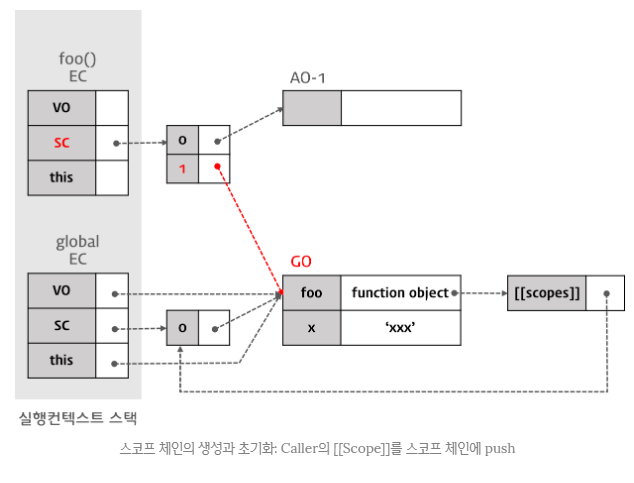 foo()
EC
VO
SC
this
0
1
AO-1
global
EC
VO
SC
this
0
GO
foo function object
x ‘xxx’
[[scopes]]
실행컨텍스트 스택
스코프 체인의 생성과 초기화: Caller의 [[Scope]]를 스코프 체인에 push